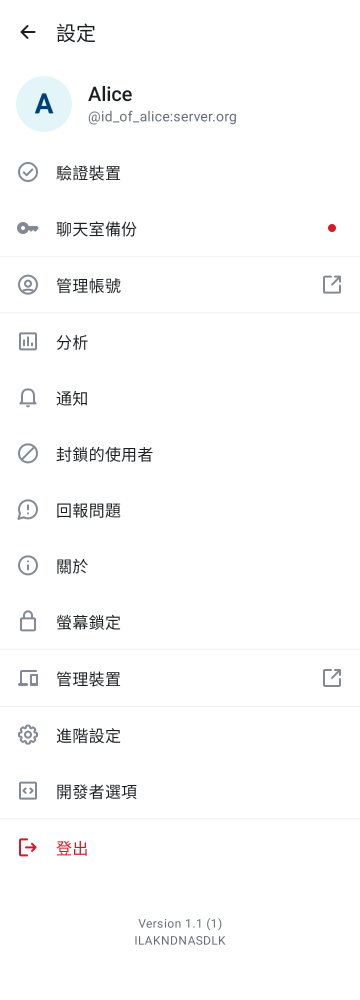 設定
A
Alice
@id_of_alice:server.org
驗證裝置
聊天室備份
管理帳號
分析
通知
封鎖的使用者
回報問題
關於
螢幕鎖定
管理裝置
進階設定
開發者選項
登出
Version 1.1 (1)
ILAKNDNASDLK